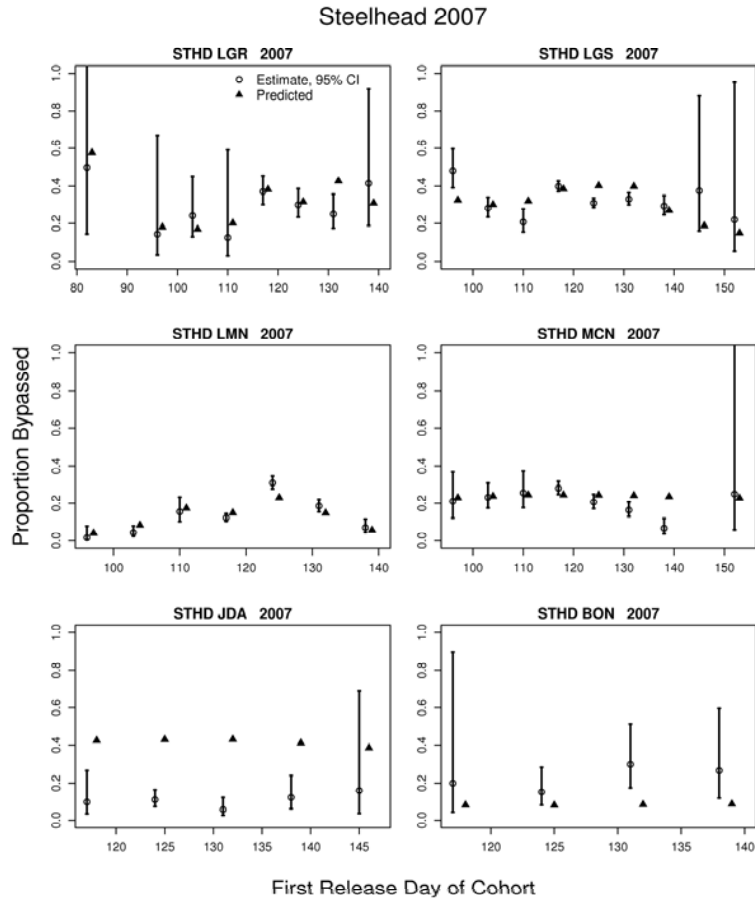 Steelhead 2007
STHD LGR 2007
Estimate, 95% CI
Predicted
0.0 0.2 0.4 0.6 0.8 1.0
80 90 100 110 120 130 140
STHD LGS 2007
0.0 0.2 0.4 0.6 0.8 1.0
100 110 120 130 140 150
Proportion Bypassed
STHD LMN 2007
0.0 0.2 0.4 0.6 0.8 1.0
100 110 120 130 140
STHD MCN 2007
0.0 0.2 0.4 0.6 0.8 1.0
100 110 120 130 140 150
STHD JDA 2007
0.0 0.2 0.4 0.6 0.8 1.0
120 125 130 135 140 145
STHD BON 2007
0.0 0.2 0.4 0.6 0.8 1.0
120 125 130 135 140
First Release Day of Cohort